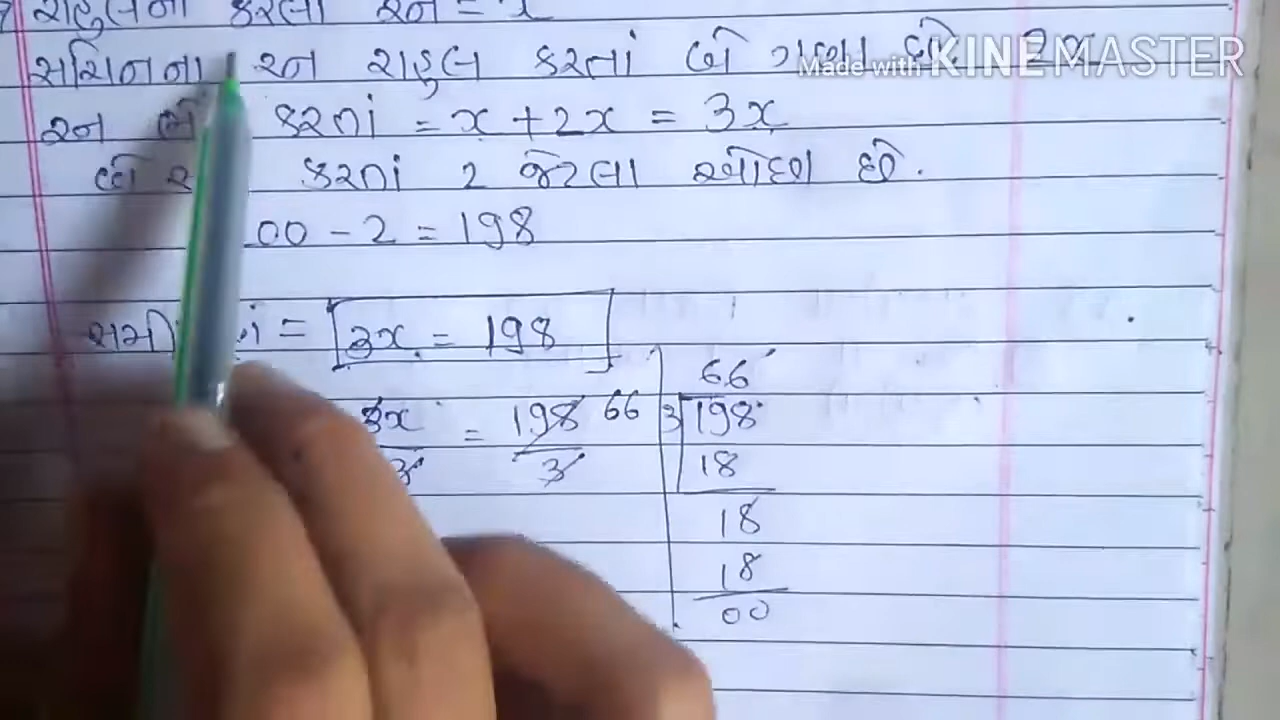 રાહુલના કરેલા રન = x
સચિનના રન રાહુલ કરતાં બે ગણા છે. 2x
Made with KINEMASTER
રન કરતાં = x + 2x = 3x
બે કરતાં 2 જેટલા ઓછા છે.
00 - 2 = 198
= 3x = 198
3x/3 = 198/3 66
66
3 198
18
18
18
00